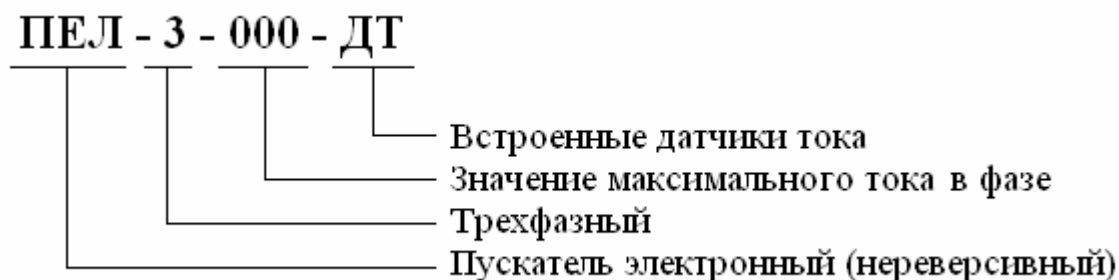 ПЕЛ - 3 - 000 - ДТ
Встроенные датчики тока
Значение максимального тока в фазе
Трехфазный
Пускатель электронный (нереверсивный)